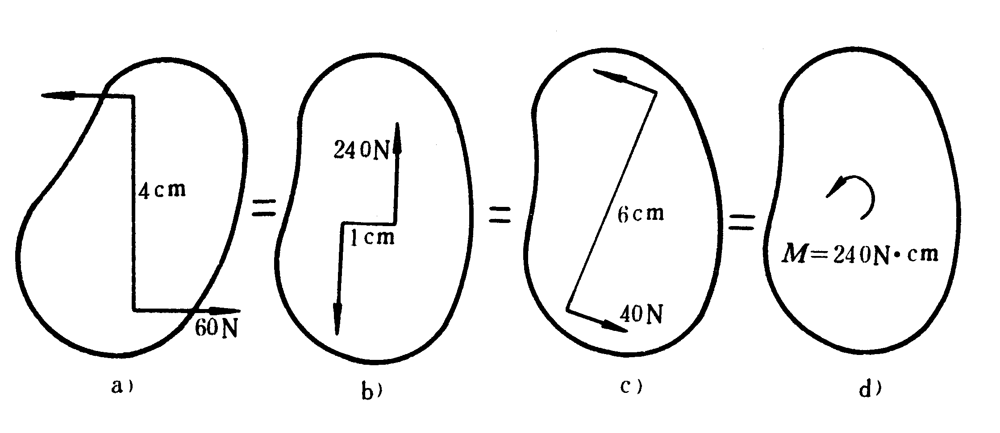 4cm
60N
=
240N
1cm
=
6cm
40N
=
M=240N•cm
a)
b)
c)
d)